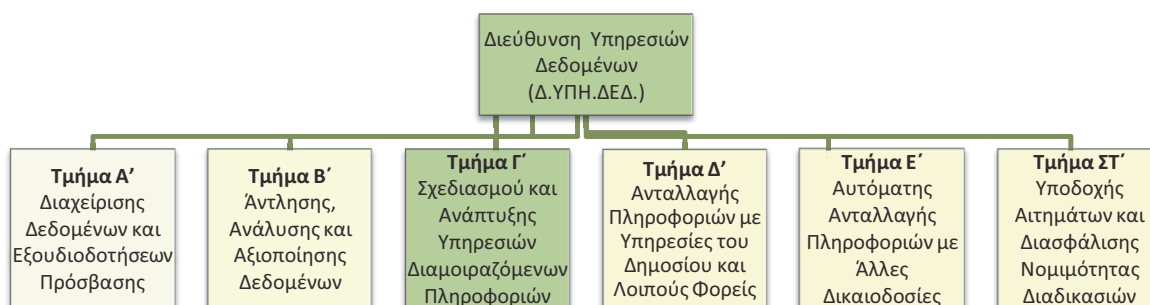 Διεύθυνση Υπηρεσιών
Δεδομένων
(Δ.ΥΠΗ.ΔΕΔ.)
Τμήμα Α’
Διαχείρισης
Δεδομένων και
Εξουδιοδοτήσεων
Πρόσβασης
Τμήμα Β΄
Άντλησης,
Ανάλυσης και
Αξιοποίησης
Δεδομένων
Τμήμα Γ΄
Σχεδιασμού και
Ανάπτυξης
Υπηρεσιών
Διαμοιραζόμενων
Πληροφοριών
Τμήμα Δ’
Ανταλλαγής
Πληροφοριών με
Υπηρεσίες του
Δημοσίου και
Λοιπούς Φορείς
Τμήμα Ε΄
Αυτόματης
Ανταλλαγής
Πληροφοριών με
Άλλες
Δικαιοδοσίες
Τμήμα ΣΤ΄
Υποδοχής
Αιτημάτων και
Διασφάλισης
Νομιμότητας
Διαδικασιών